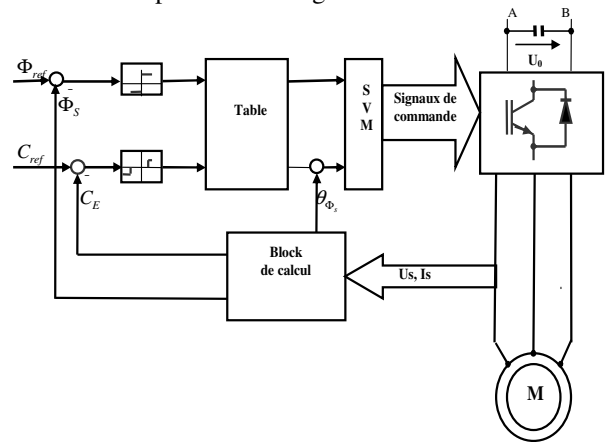 A B
U₀
Φref
-
ΦS
Cref
-
CE
Table
S
V
M
Signaux de
commande
θΦs
Block
de calcul
Us, Is
M